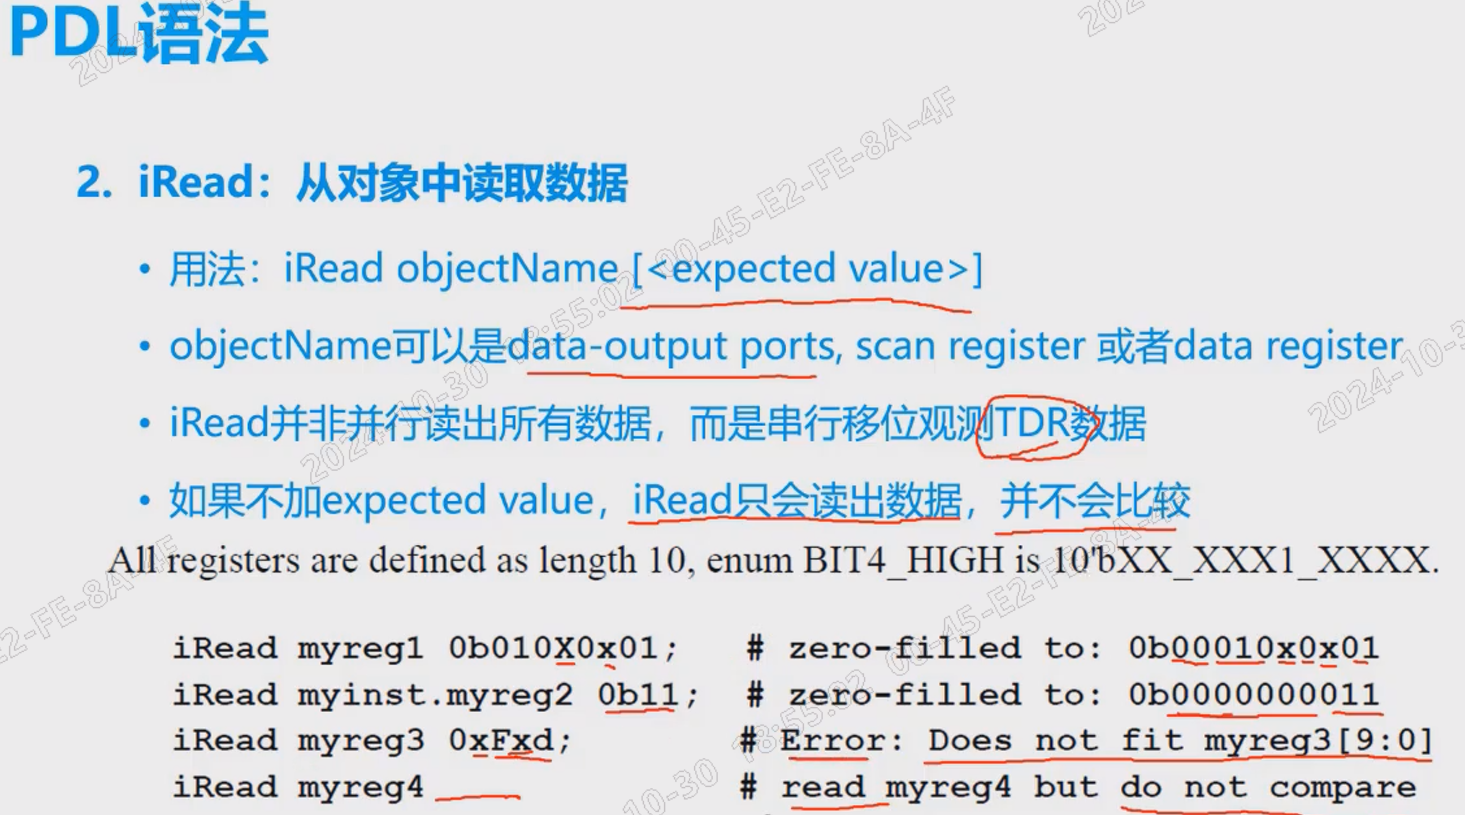 PDL语法
2. iRead：从对象中读取数据
• 用法：iRead objectName [<expected value>]
• objectName可以是data-output ports, scan register 或者data register
• iRead并非并行读出所有数据，而是串行移位观测TDR数据
• 如果不加expected value，iRead只会读出数据，并不会比较
All registers are defined as length 10, enum BIT4_HIGH is 10'bXX_XXX1_XXXX.
iRead myreg1 0b010X0x01; # zero-filled to: 0b00010x0x01
iRead myinst.myreg2 0b11; # zero-filled to: 0b0000000011
iRead myreg3 0xFxd; # Error: Does not fit myreg3[9:0]
iRead myreg4 # read myreg4 but do not compare
2024-10-30 18:55:02 00-45-E2-FE-8A-4F